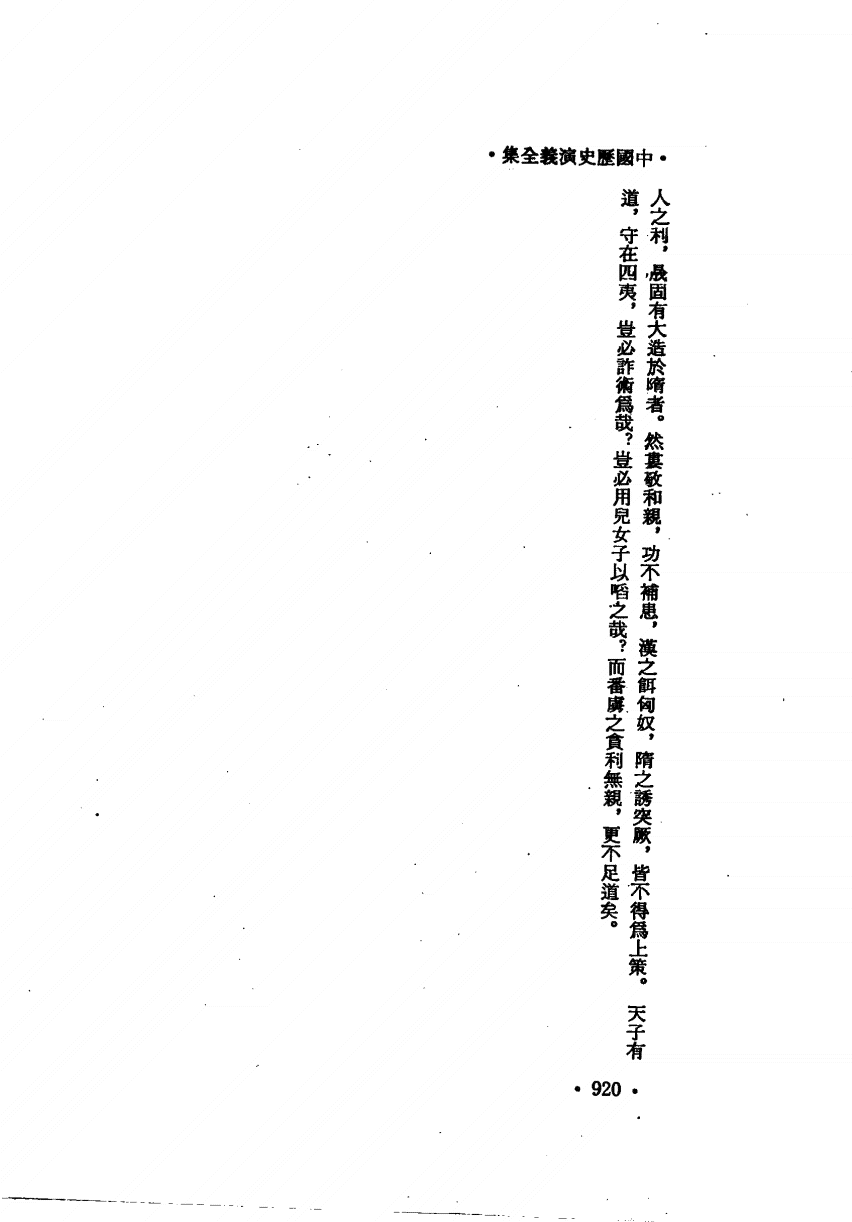 •中國歷史演義全集•
人之利，晟固有大造於隋者。然婁敬和親，功不補患，漢之餌匈奴，隋之誘突厥，皆不得爲上策。天子有
道，守在四夷，豈必詐術爲哉？豈必用兒女子以啗之哉？而番虜之貪利無親，更不足道矣。
•920•